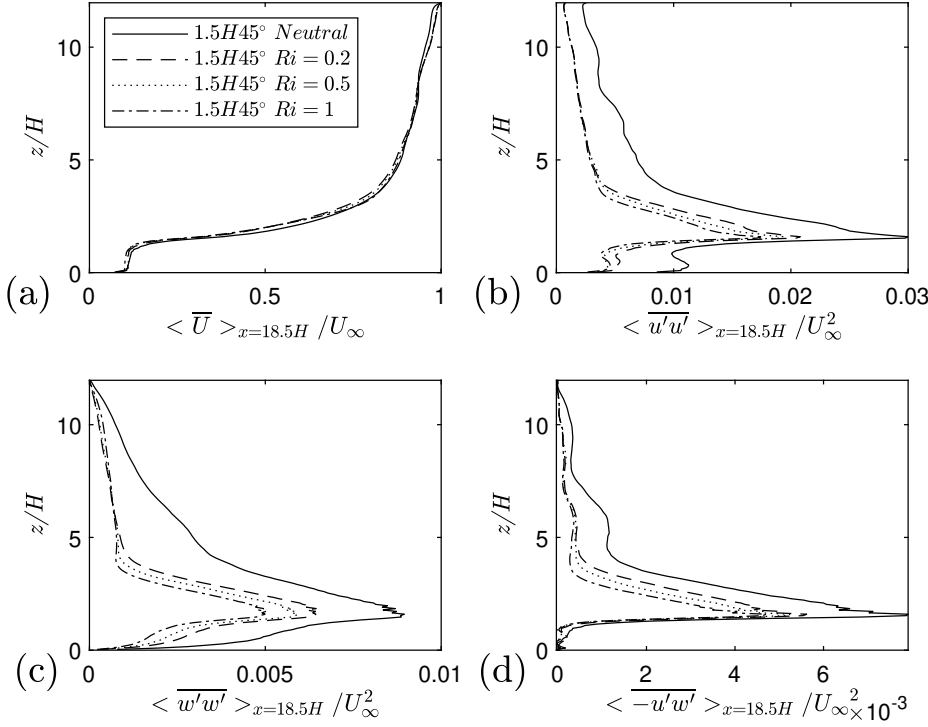 10
5
0
z/H
1.5H45° Neutral
1.5H45° Ri = 0.2
1.5H45° Ri = 0.5
1.5H45° Ri = 1
0 0.5 1
(a)
< U̅ >x=18.5H /U∞
10
5
0
z/H
0 0.01 0.02 0.03
(b)
< u'u' >x=18.5H /U²∞
10
5
0
z/H
0 0.005 0.01
(c)
< w'w' >x=18.5H /U²∞
10
5
0
z/H
0 2 4 6
(d)
< −u'w' >x=18.5H /U∞² ×10⁻³